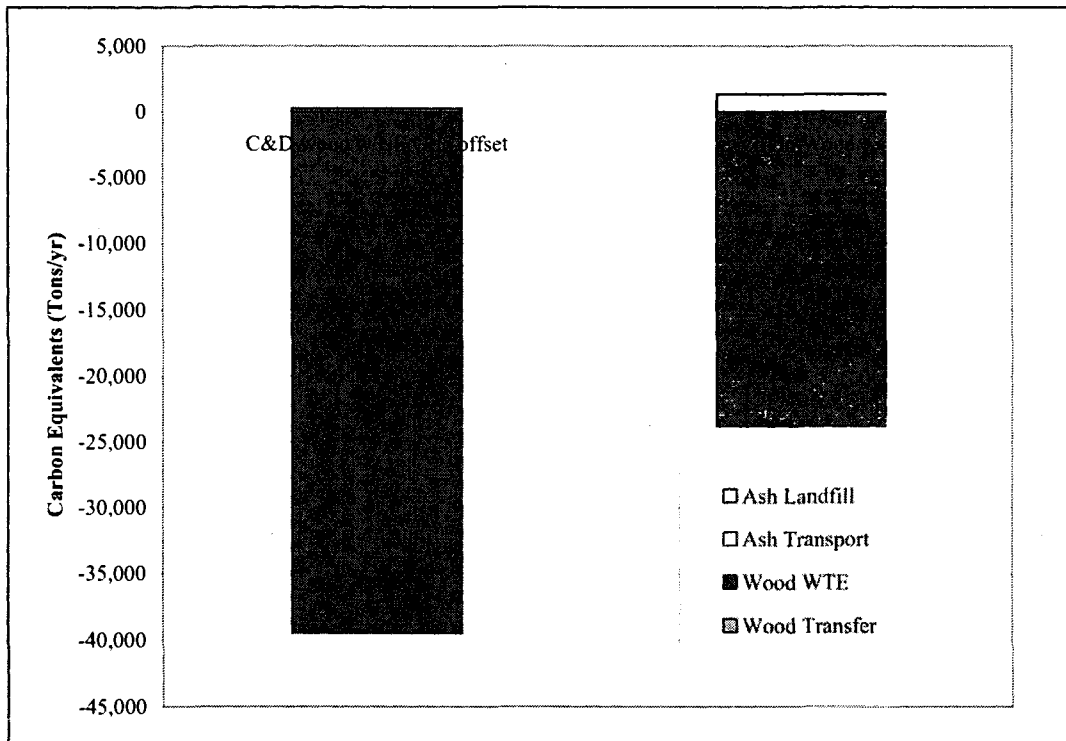 5,000
0
-5,000
-10,000
-15,000
-20,000
-25,000
-30,000
-35,000
-40,000
-45,000
Carbon Equivalents (Tons/yr)
C&D offset
Ash Landfill
Ash Transport
Wood WTE
Wood Transfer